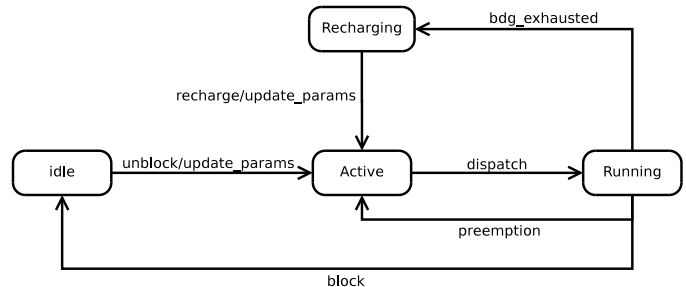 bdg_exhausted
Recharging
recharge/update_params
unblock/update_params
dispatch
idle
Active
Running
preemption
block